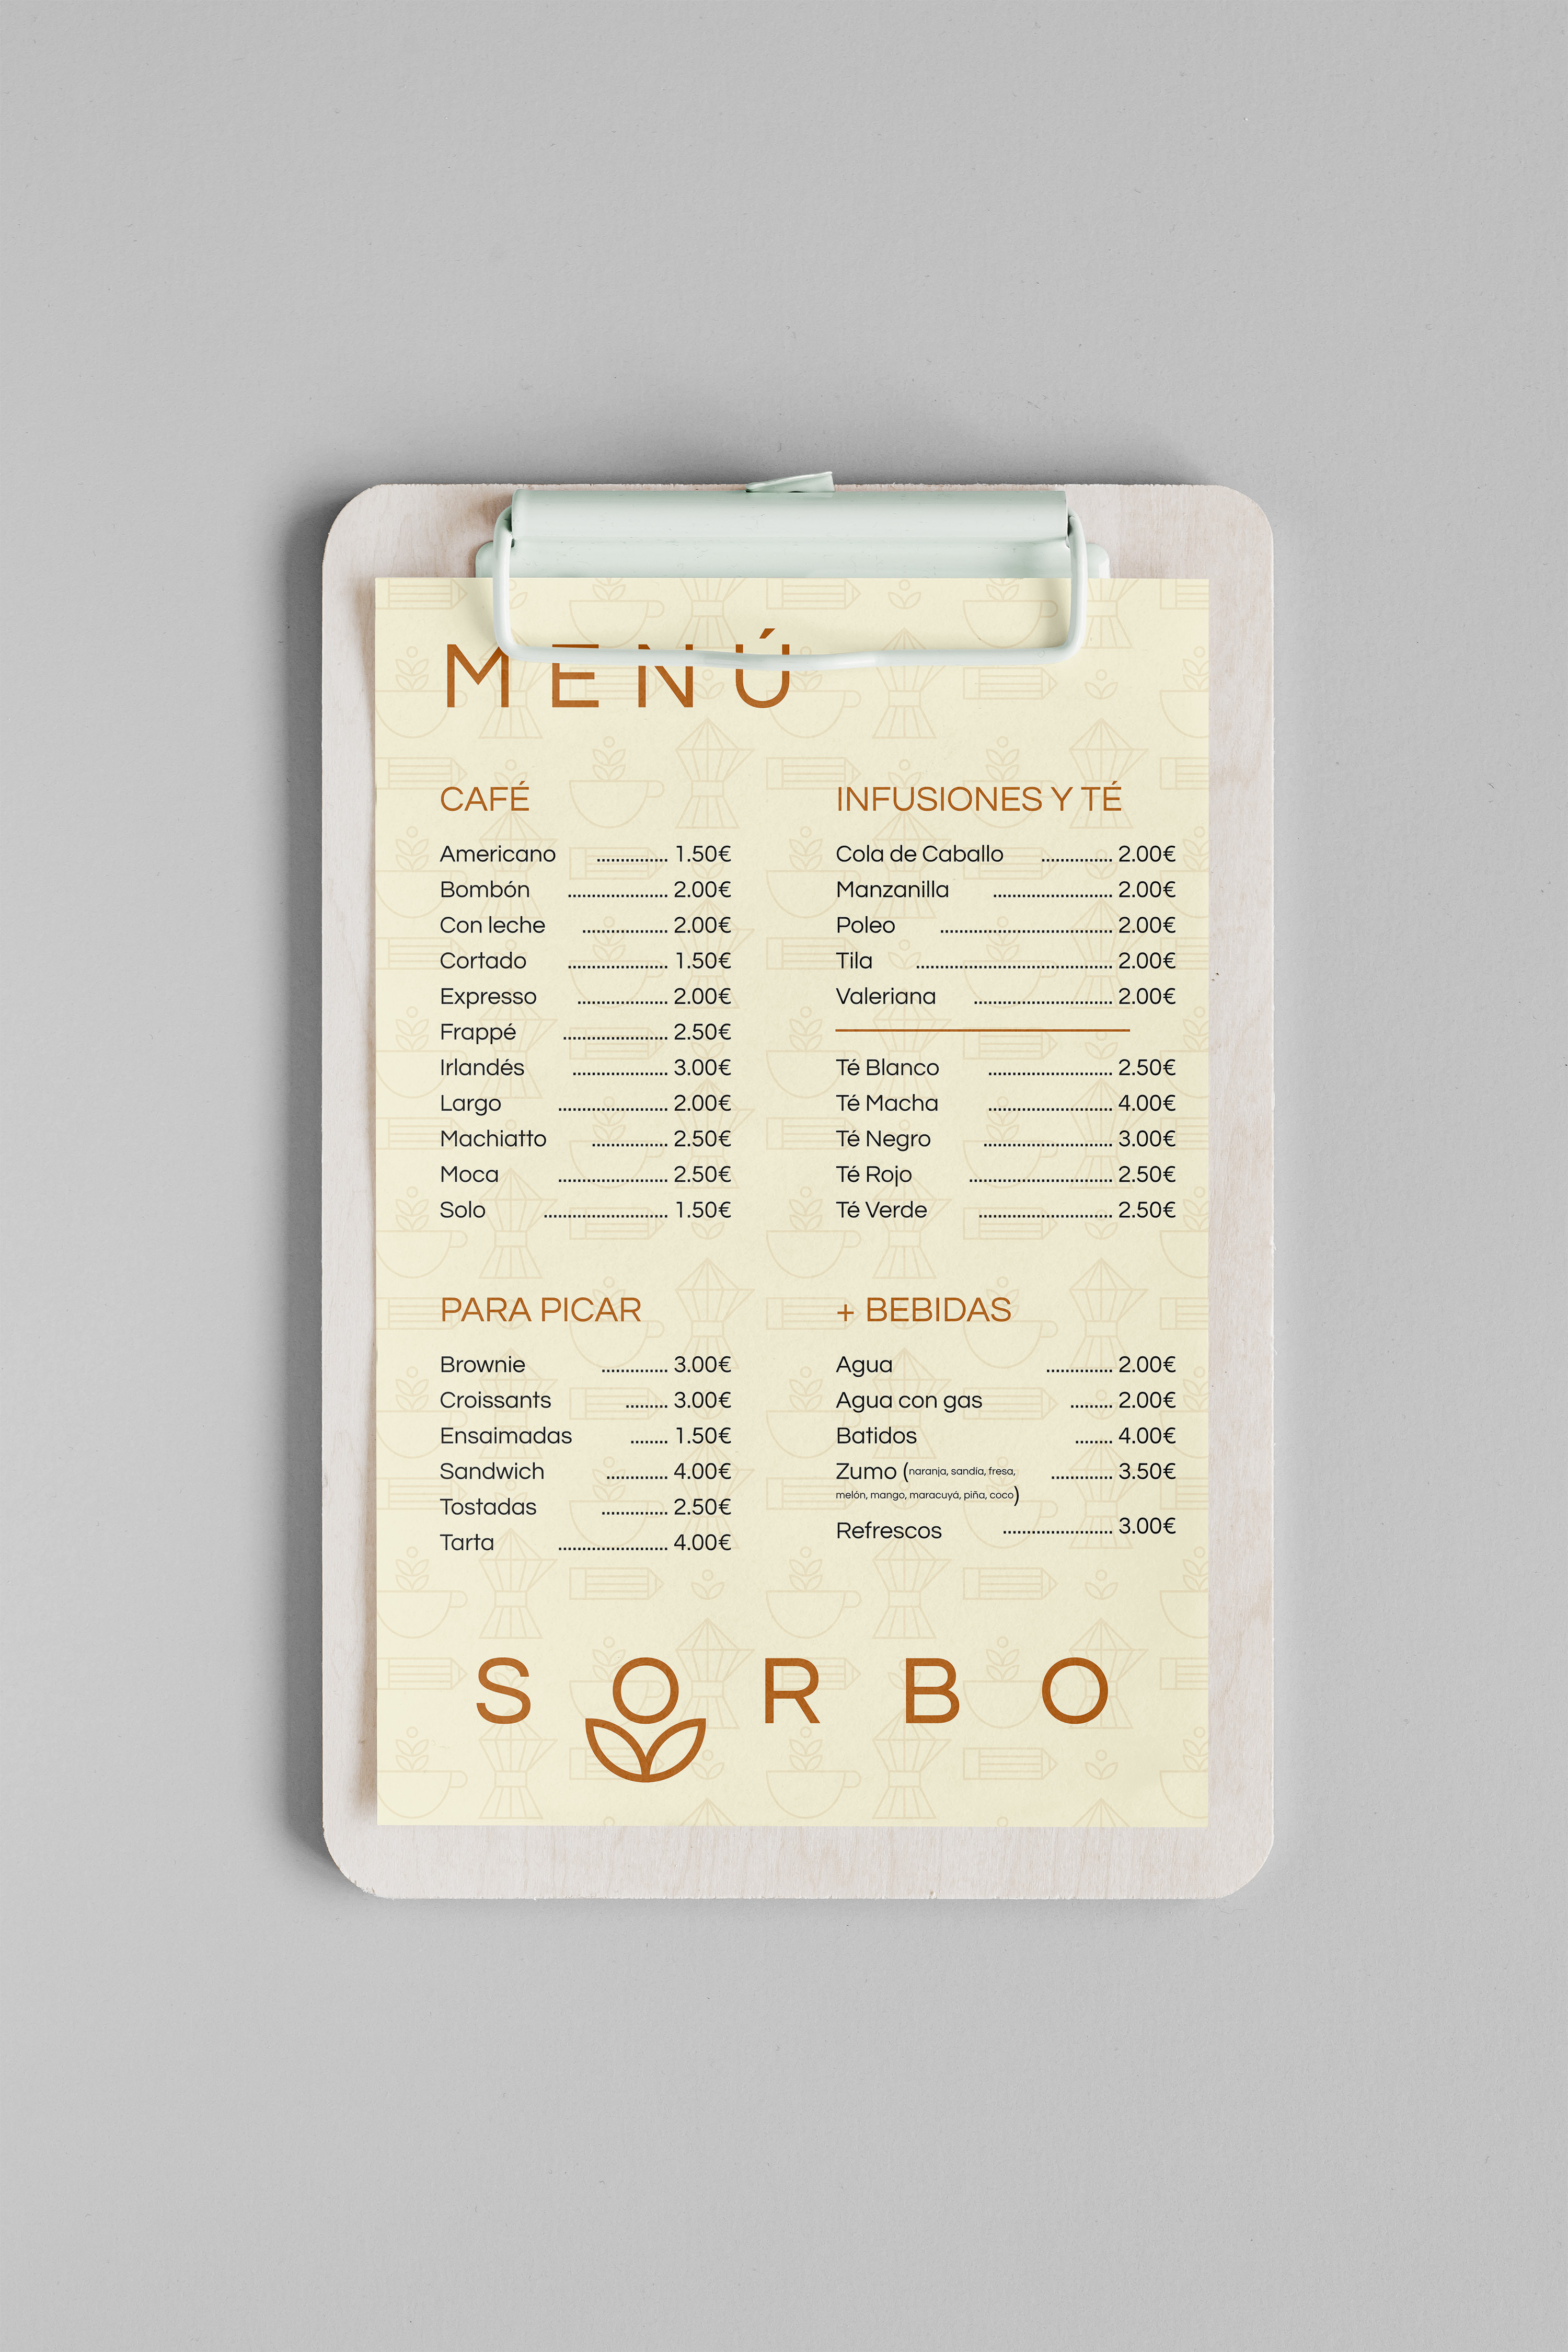 MENÚ
CAFÉ
Americano .............. 1.50€
Bombón ..................... 2.00€
Con leche .................. 2.00€
Cortado ..................... 1.50€
Expresso ................... 2.00€
Frappé ...................... 2.50€
Irlandés .................... 3.00€
Largo ....................... 2.00€
Machiatto ................ 2.50€
Moca ....................... 2.50€
Solo .......................... 1.50€
INFUSIONES Y TÉ
Cola de Caballo ............... 2.00€
Manzanilla ......................... 2.00€
Poleo .................................... 2.00€
Tila ......................................... 2.00€
Valeriana ............................. 2.00€
Té Blanco .......................... 2.50€
Té Macha .......................... 4.00€
Té Negro ........................... 3.00€
Té Rojo .............................. 2.50€
Té Verde ............................ 2.50€
PARA PICAR
Brownie .............. 3.00€
Croissants ......... 3.00€
Ensaimadas ........ 1.50€
Sandwich ............. 4.00€
Tostadas .............. 2.50€
Tarta ....................... 4.00€
+ BEBIDAS
Agua .............. 2.00€
Agua con gas ......... 2.00€
Batidos ........ 4.00€
Zumo (naranja, sandia, fresa, ............. 3.50€
melón, mango, maracuyá, piña, coco)
Refrescos ....................... 3.00€
SORBO